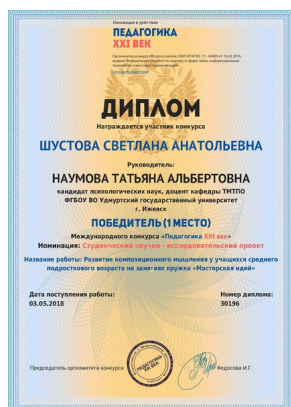 Инновации в действии
ПЕДАГОГИКА
XXI ВЕК
ДИПЛОМ
Награждается участник конкурса
ШУСТОВА СВЕТЛАНА АНАТОЛЬЕВНА
Руководитель:
НАУМОВА ТАТЬЯНА АЛЬБЕРТОВНА
кандидат психологических наук, доцент кафедры ТМТПО
ФГБОУ ВО Удмуртский государственный университет
г. Ижевск
ПОБЕДИТЕЛЬ (1 МЕСТО)
Международного конкурса «Педагогика XXI век»
Номинация: Студенческий научно - исследовательский проект
Название работы: Развитие композиционного мышления у учащихся среднего
подросткового возраста на занятиях кружка «Мастерская идей»
Дата поступления работы: Номер диплома:
03.05.2018 30196
Председатель оргкомитета конкурса Федосова И.Г.
ПЕДАГОГИКА
XXI ВЕК